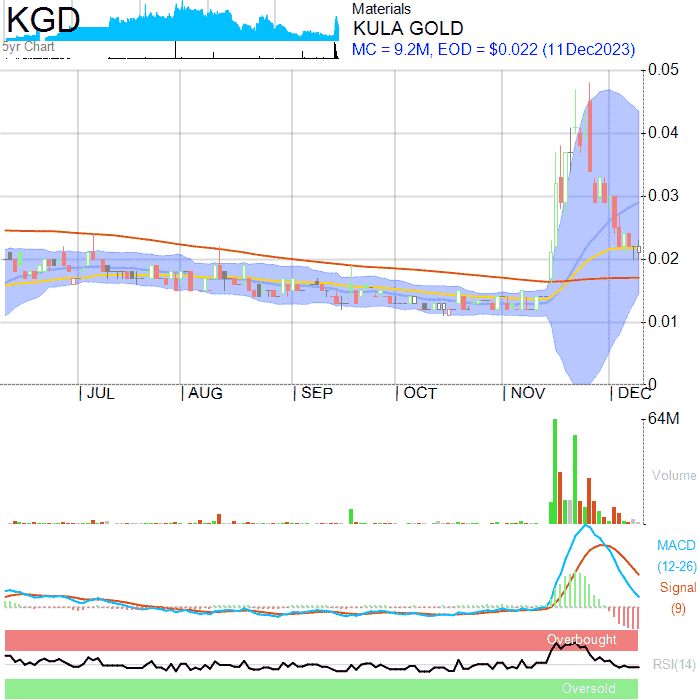 KGD
5yr Chart
Materials
KULA GOLD
MC = 9.2M, EOD = $0.022 (11Dec2023)
0.05
0.04
0.03
0.02
0.01
0
JUL AUG SEP OCT NOV DEC
64M
Volume
MACD
(12-26)
Signal
(9)
Overbought
RSI(14)
Oversold